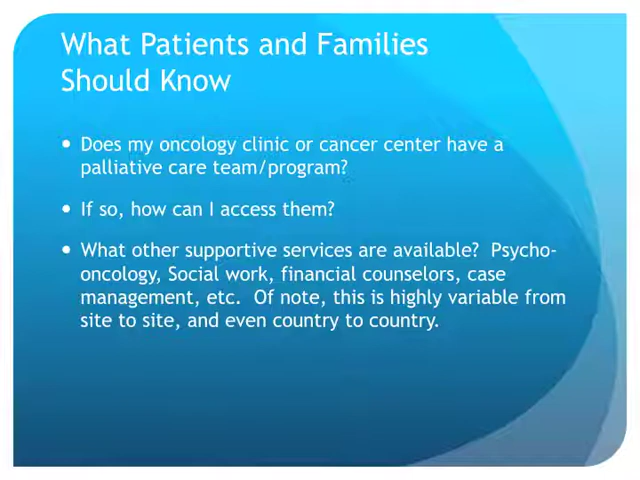 What Patients and Families
Should Know
• Does my oncology clinic or cancer center have a
palliative care team/program?
• If so, how can I access them?
• What other supportive services are available?  Psycho-
oncology, Social work, financial counselors, case
management, etc.  Of note, this is highly variable from
site to site, and even country to country.